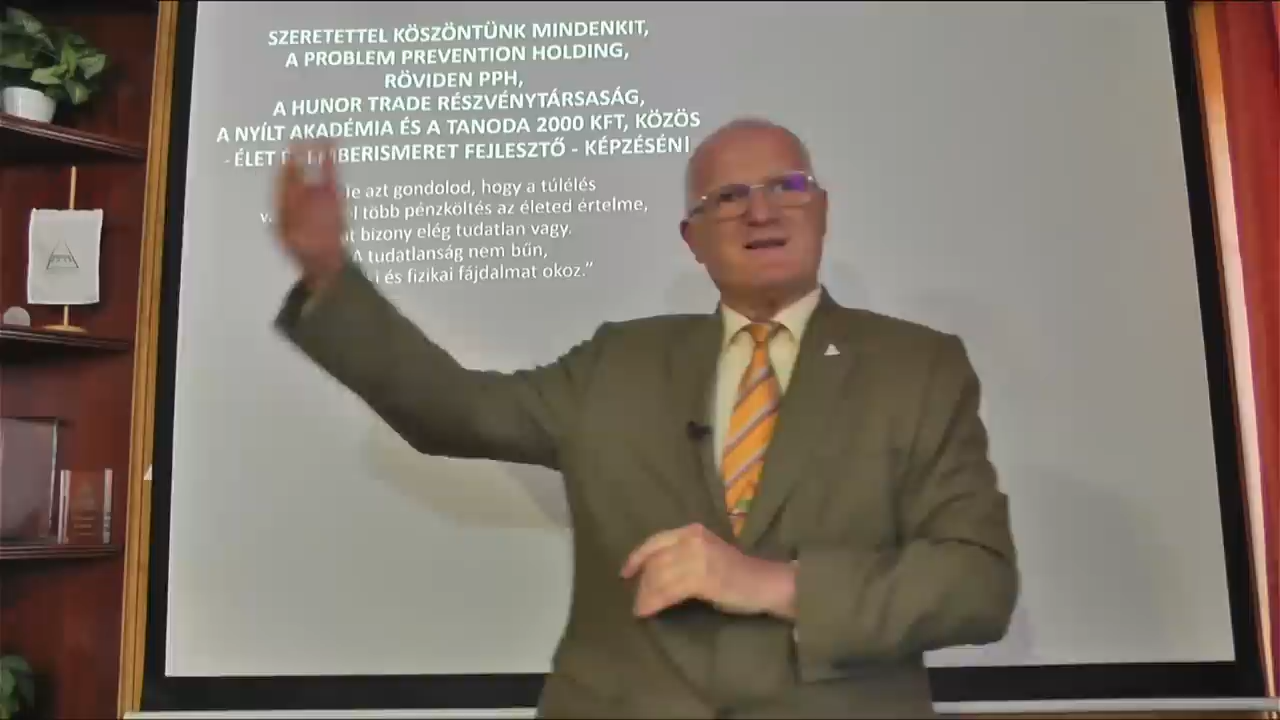 SZERETETTEL KÖSZÖNTÜNK MINDENKIT,
A PROBLEM PREVENTION HOLDING,
RÖVIDEN PPH,
A HUNOR TRADE RÉSZVÉNYTÁRSASÁG,
A NYÍLT AKADÉMIA ÉS A TANODA 2000 KFT, KÖZÖS
- ÉLET BERISMERET FEJLESZTŐ - KÉPZÉSÉN!
le azt gondolod, hogy a túlélés
több pénzköltés az életed értelme,
bizony elég tudatlan vagy.
A tudatlanság nem bűn,
és fizikai fájdalmat okoz.”